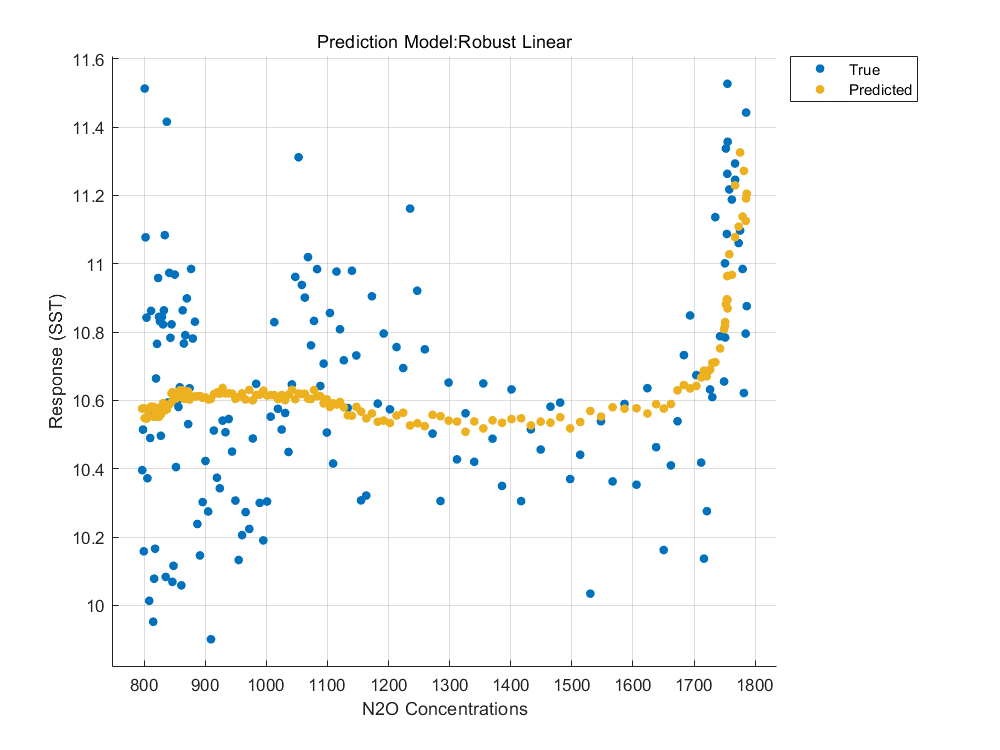 Prediction Model:Robust Linear
True
Predicted
Response (SST)
11.6
11.4
11.2
11
10.8
10.6
10.4
10.2
10
800 900 1000 1100 1200 1300 1400 1500 1600 1700 1800
N2O Concentrations